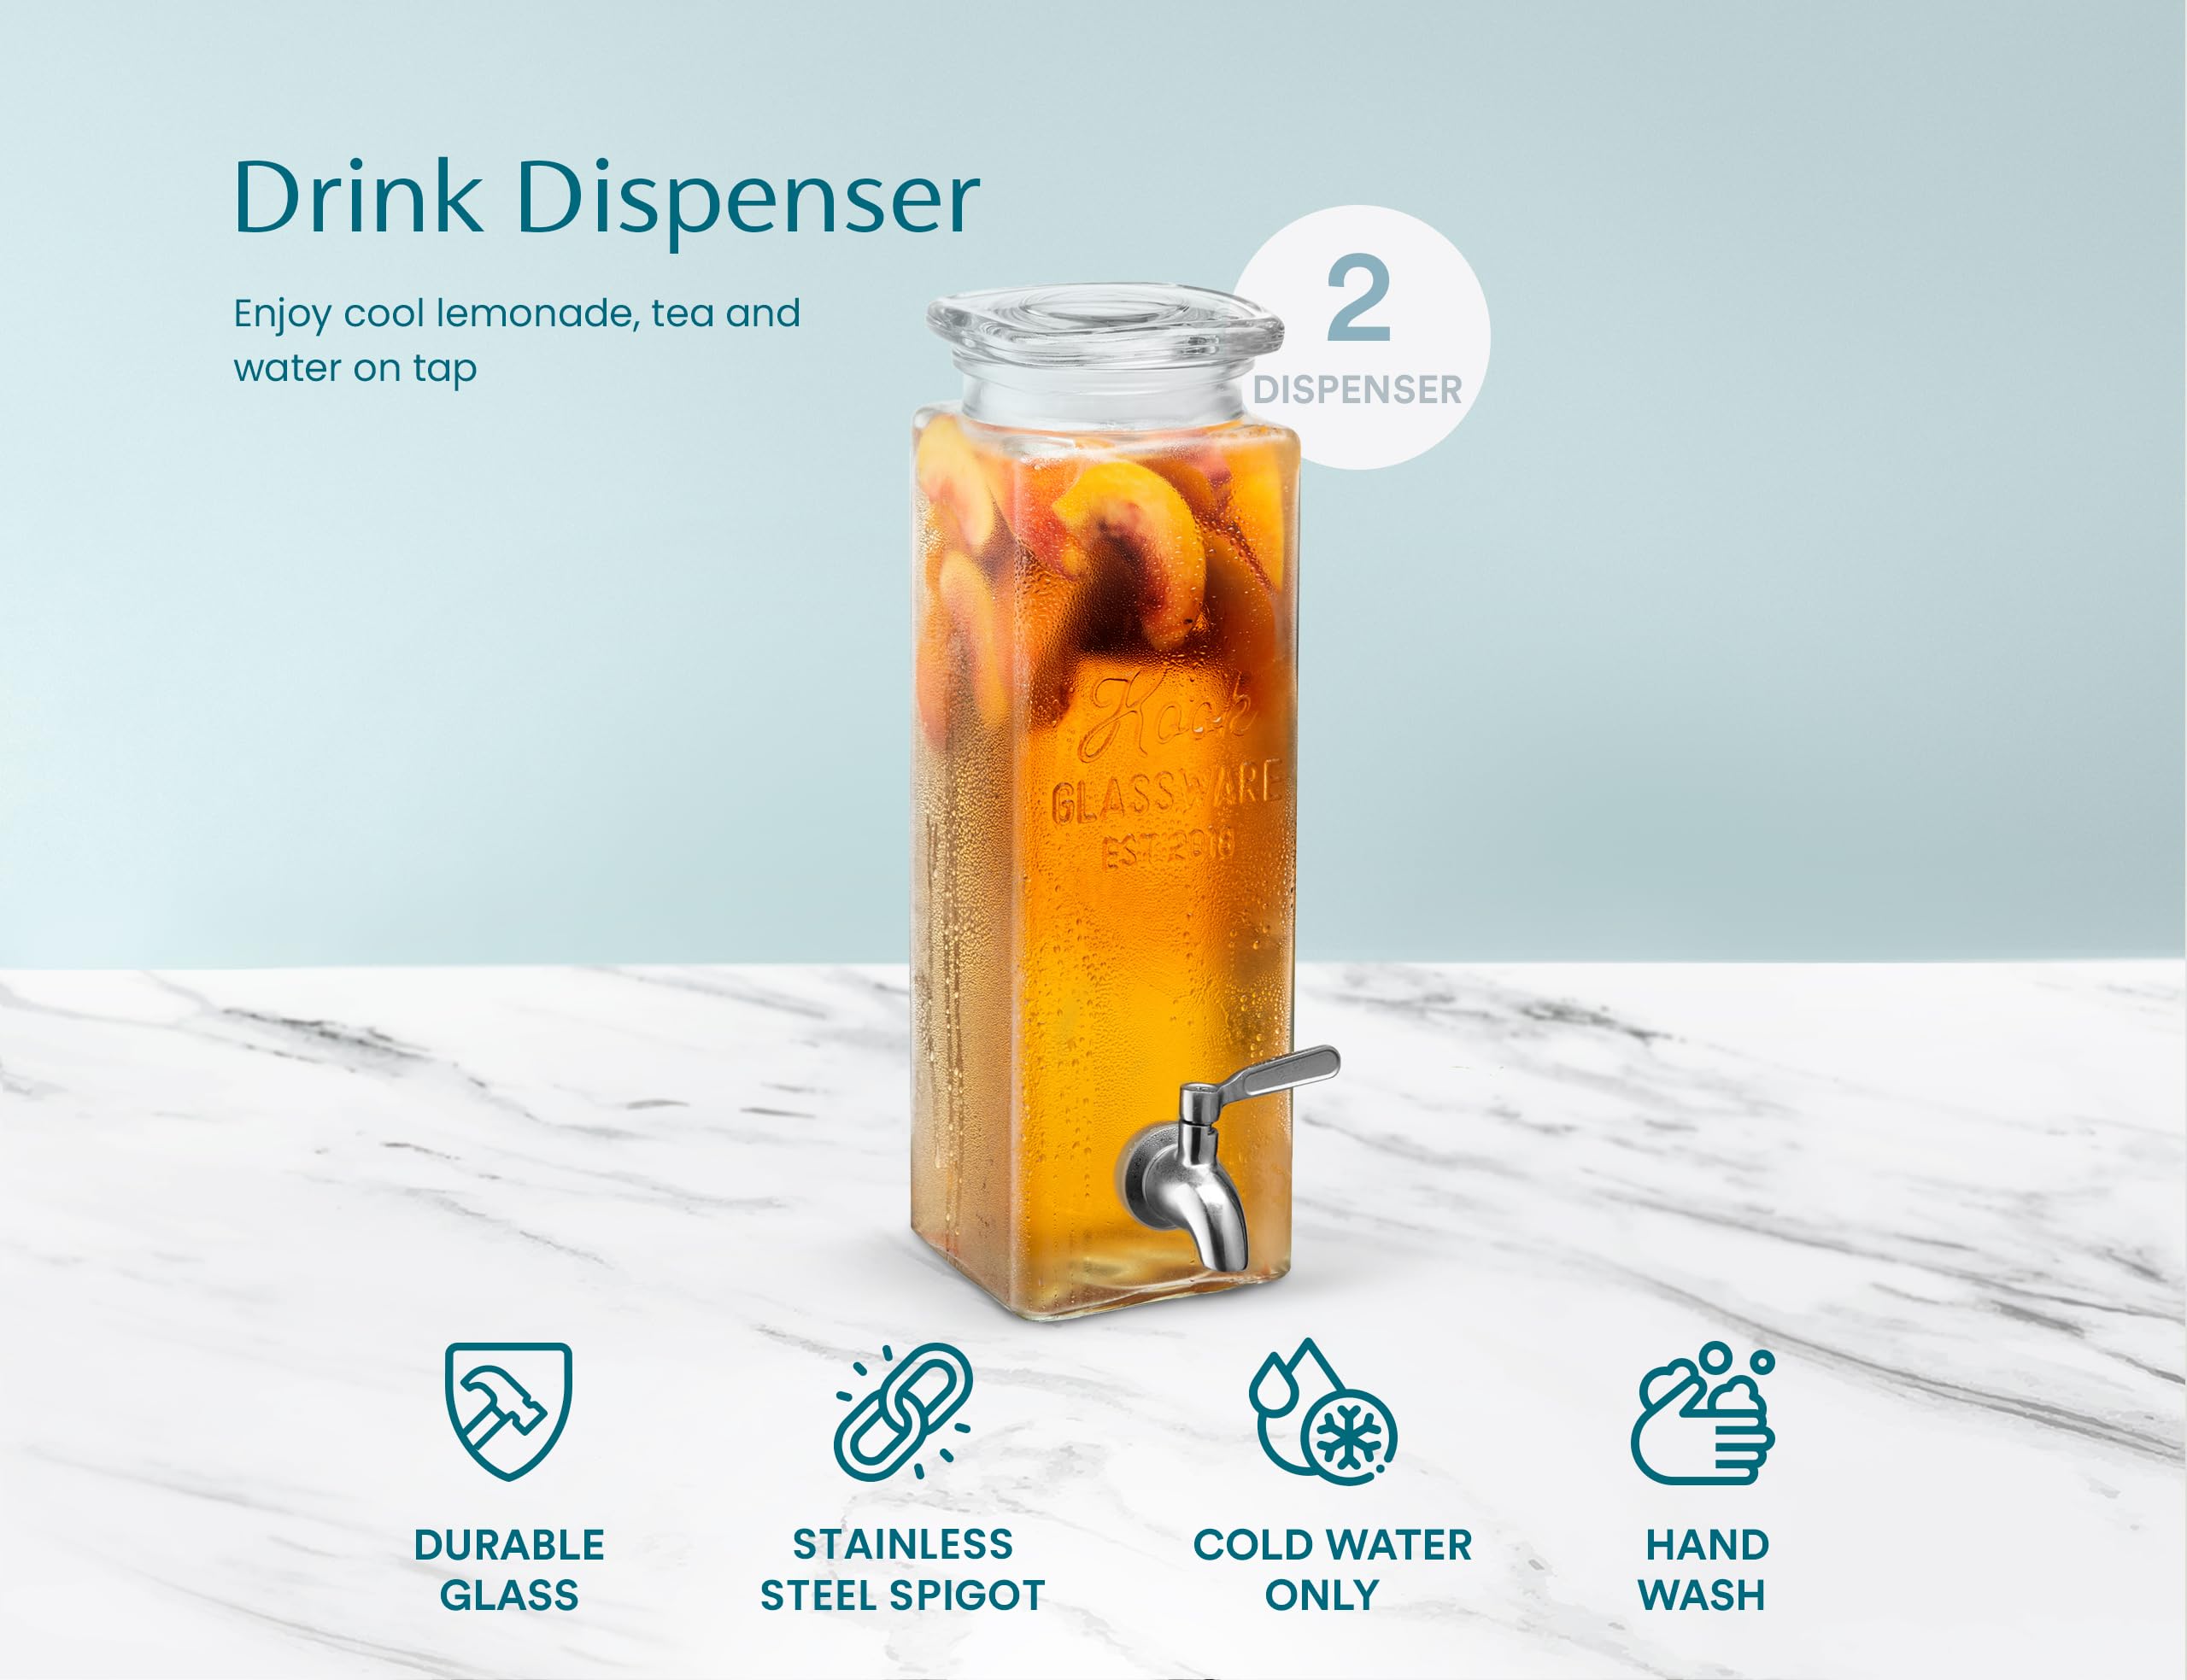 Drink Dispenser
Enjoy cool lemonade, tea and
water on tap
2
DISPENSER
Kook
GLASSWARE
EST. 2018
DURABLE
GLASS
STAINLESS
STEEL SPIGOT
COLD WATER
ONLY
HAND
WASH